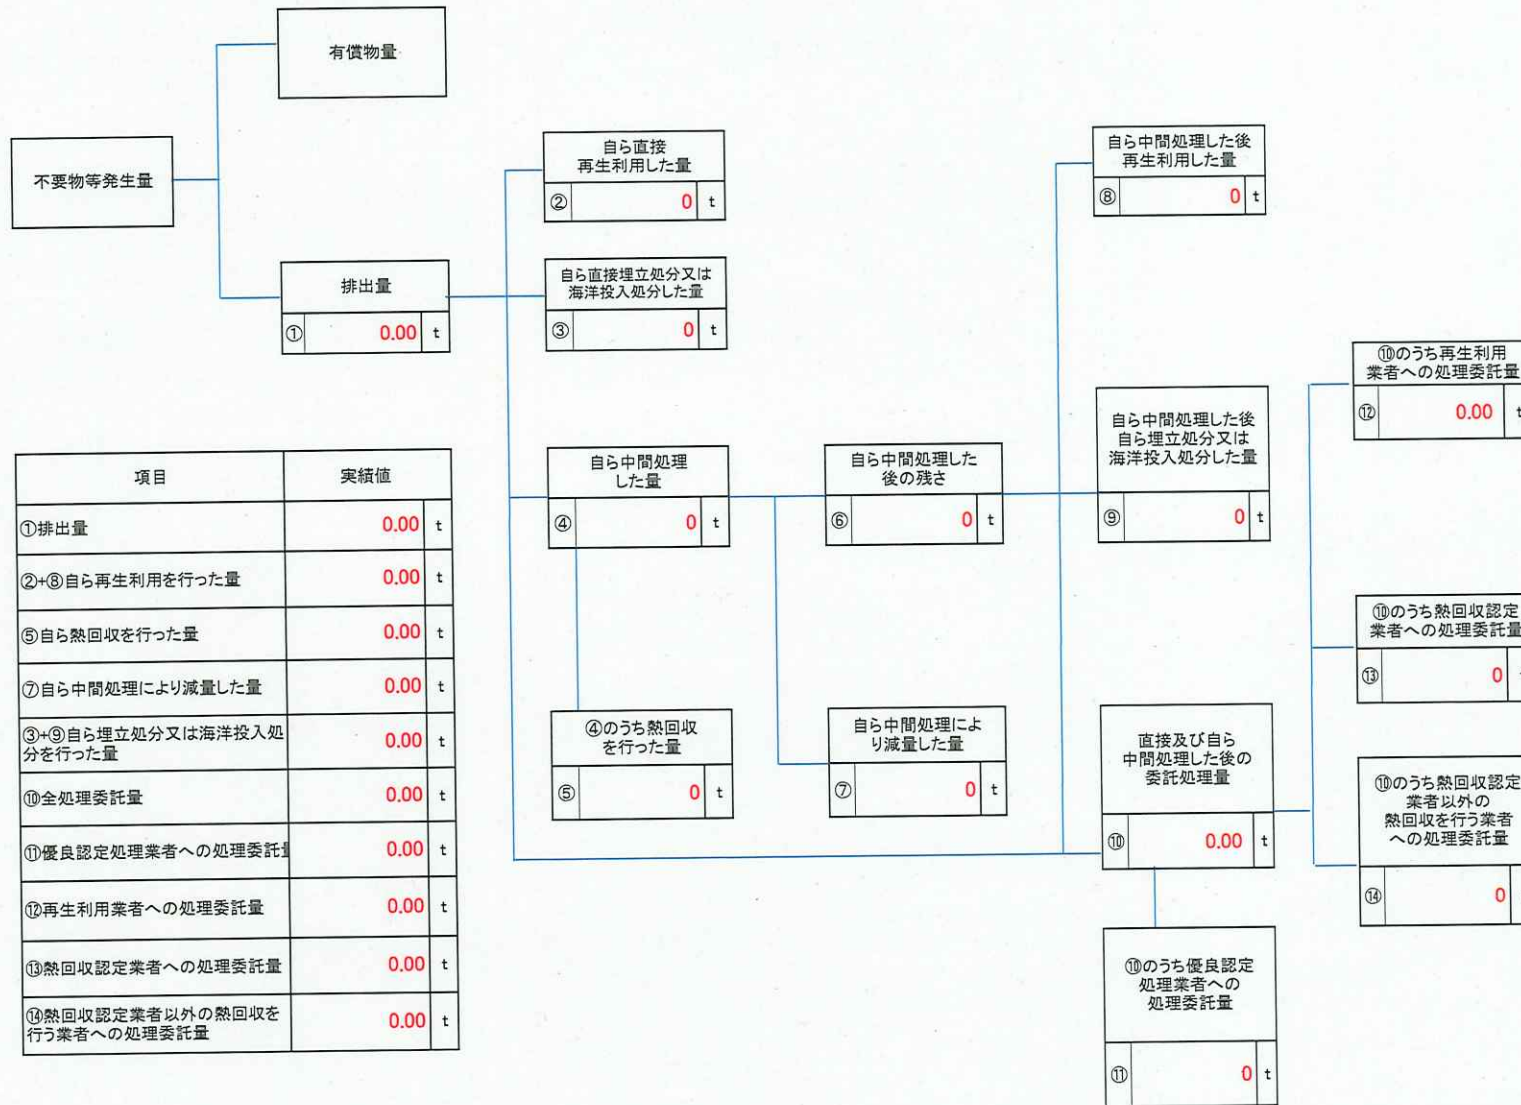 有償物量
不要物等発生量
排出量
① 0.00 t
自ら直接
再生利用した量
② 0 t
自ら直接埋立処分又は
海洋投入処分した量
③ 0 t
自ら中間処理
した量
④ 0 t
④のうち熱回収
を行った量
⑤ 0 t
自ら中間処理した
後の残さ
⑥ 0 t
自ら中間処理によ
り減量した量
⑦ 0 t
自ら中間処理した後
再生利用した量
⑧ 0 t
自ら中間処理した後
自ら埋立処分又は
海洋投入処分した量
⑨ 0 t
直接及び自ら
中間処理した後の
委託処理量
⑩ 0.00 t
⑩のうち優良認定
処理業者への
処理委託量
⑪ 0 t
⑩のうち再生利用
業者への処理委託量
⑫ 0.00 t
⑩のうち熱回収認定
業者への処理委託量
⑬ 0
⑩のうち熱回収認定
業者以外の
熱回収を行う業者
への処理委託量
⑭ 0
項目 実績値
①排出量 0.00 t
②+⑧自ら再生利用を行った量 0.00 t
⑤自ら熱回収を行った量 0.00 t
⑦自ら中間処理により減量した量 0.00 t
③+⑨自ら埋立処分又は海洋投入処
分を行った量 0.00 t
⑩全処理委託量 0.00 t
⑪優良認定処理業者への処理委託 0.00 t
⑫再生利用業者への処理委託量 0.00 t
⑬熱回収認定業者への処理委託量 0.00 t
⑭熱回収認定業者以外の熱回収を
行う業者への処理委託量 0.00 t